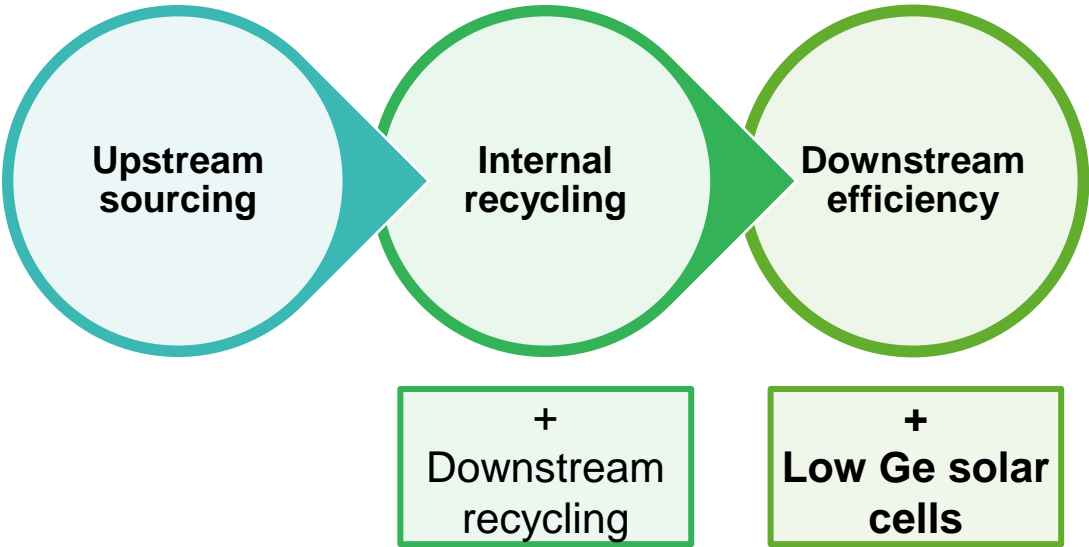 Upstream
sourcing
Internal
recycling
Downstream
efficiency
+
Downstream
recycling
+
Low Ge solar
cells